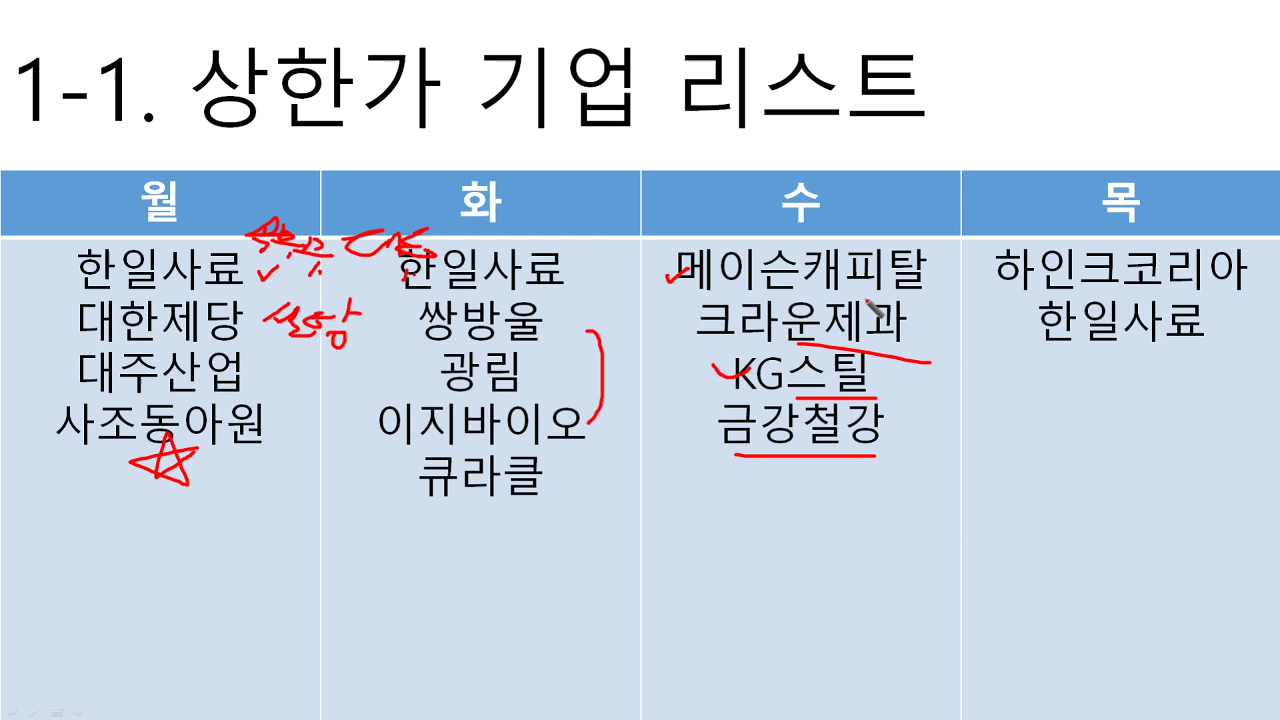 1-1. 상한가 기업 리스트
월 화 수 목
한일사료 한일사료 메이슨캐피탈 하인크코리아
대한제당 쌍방울 크라운제과 한일사료
대주산업 광림 KG스틸
사조동아원 이지바이오 금강철강
큐라클